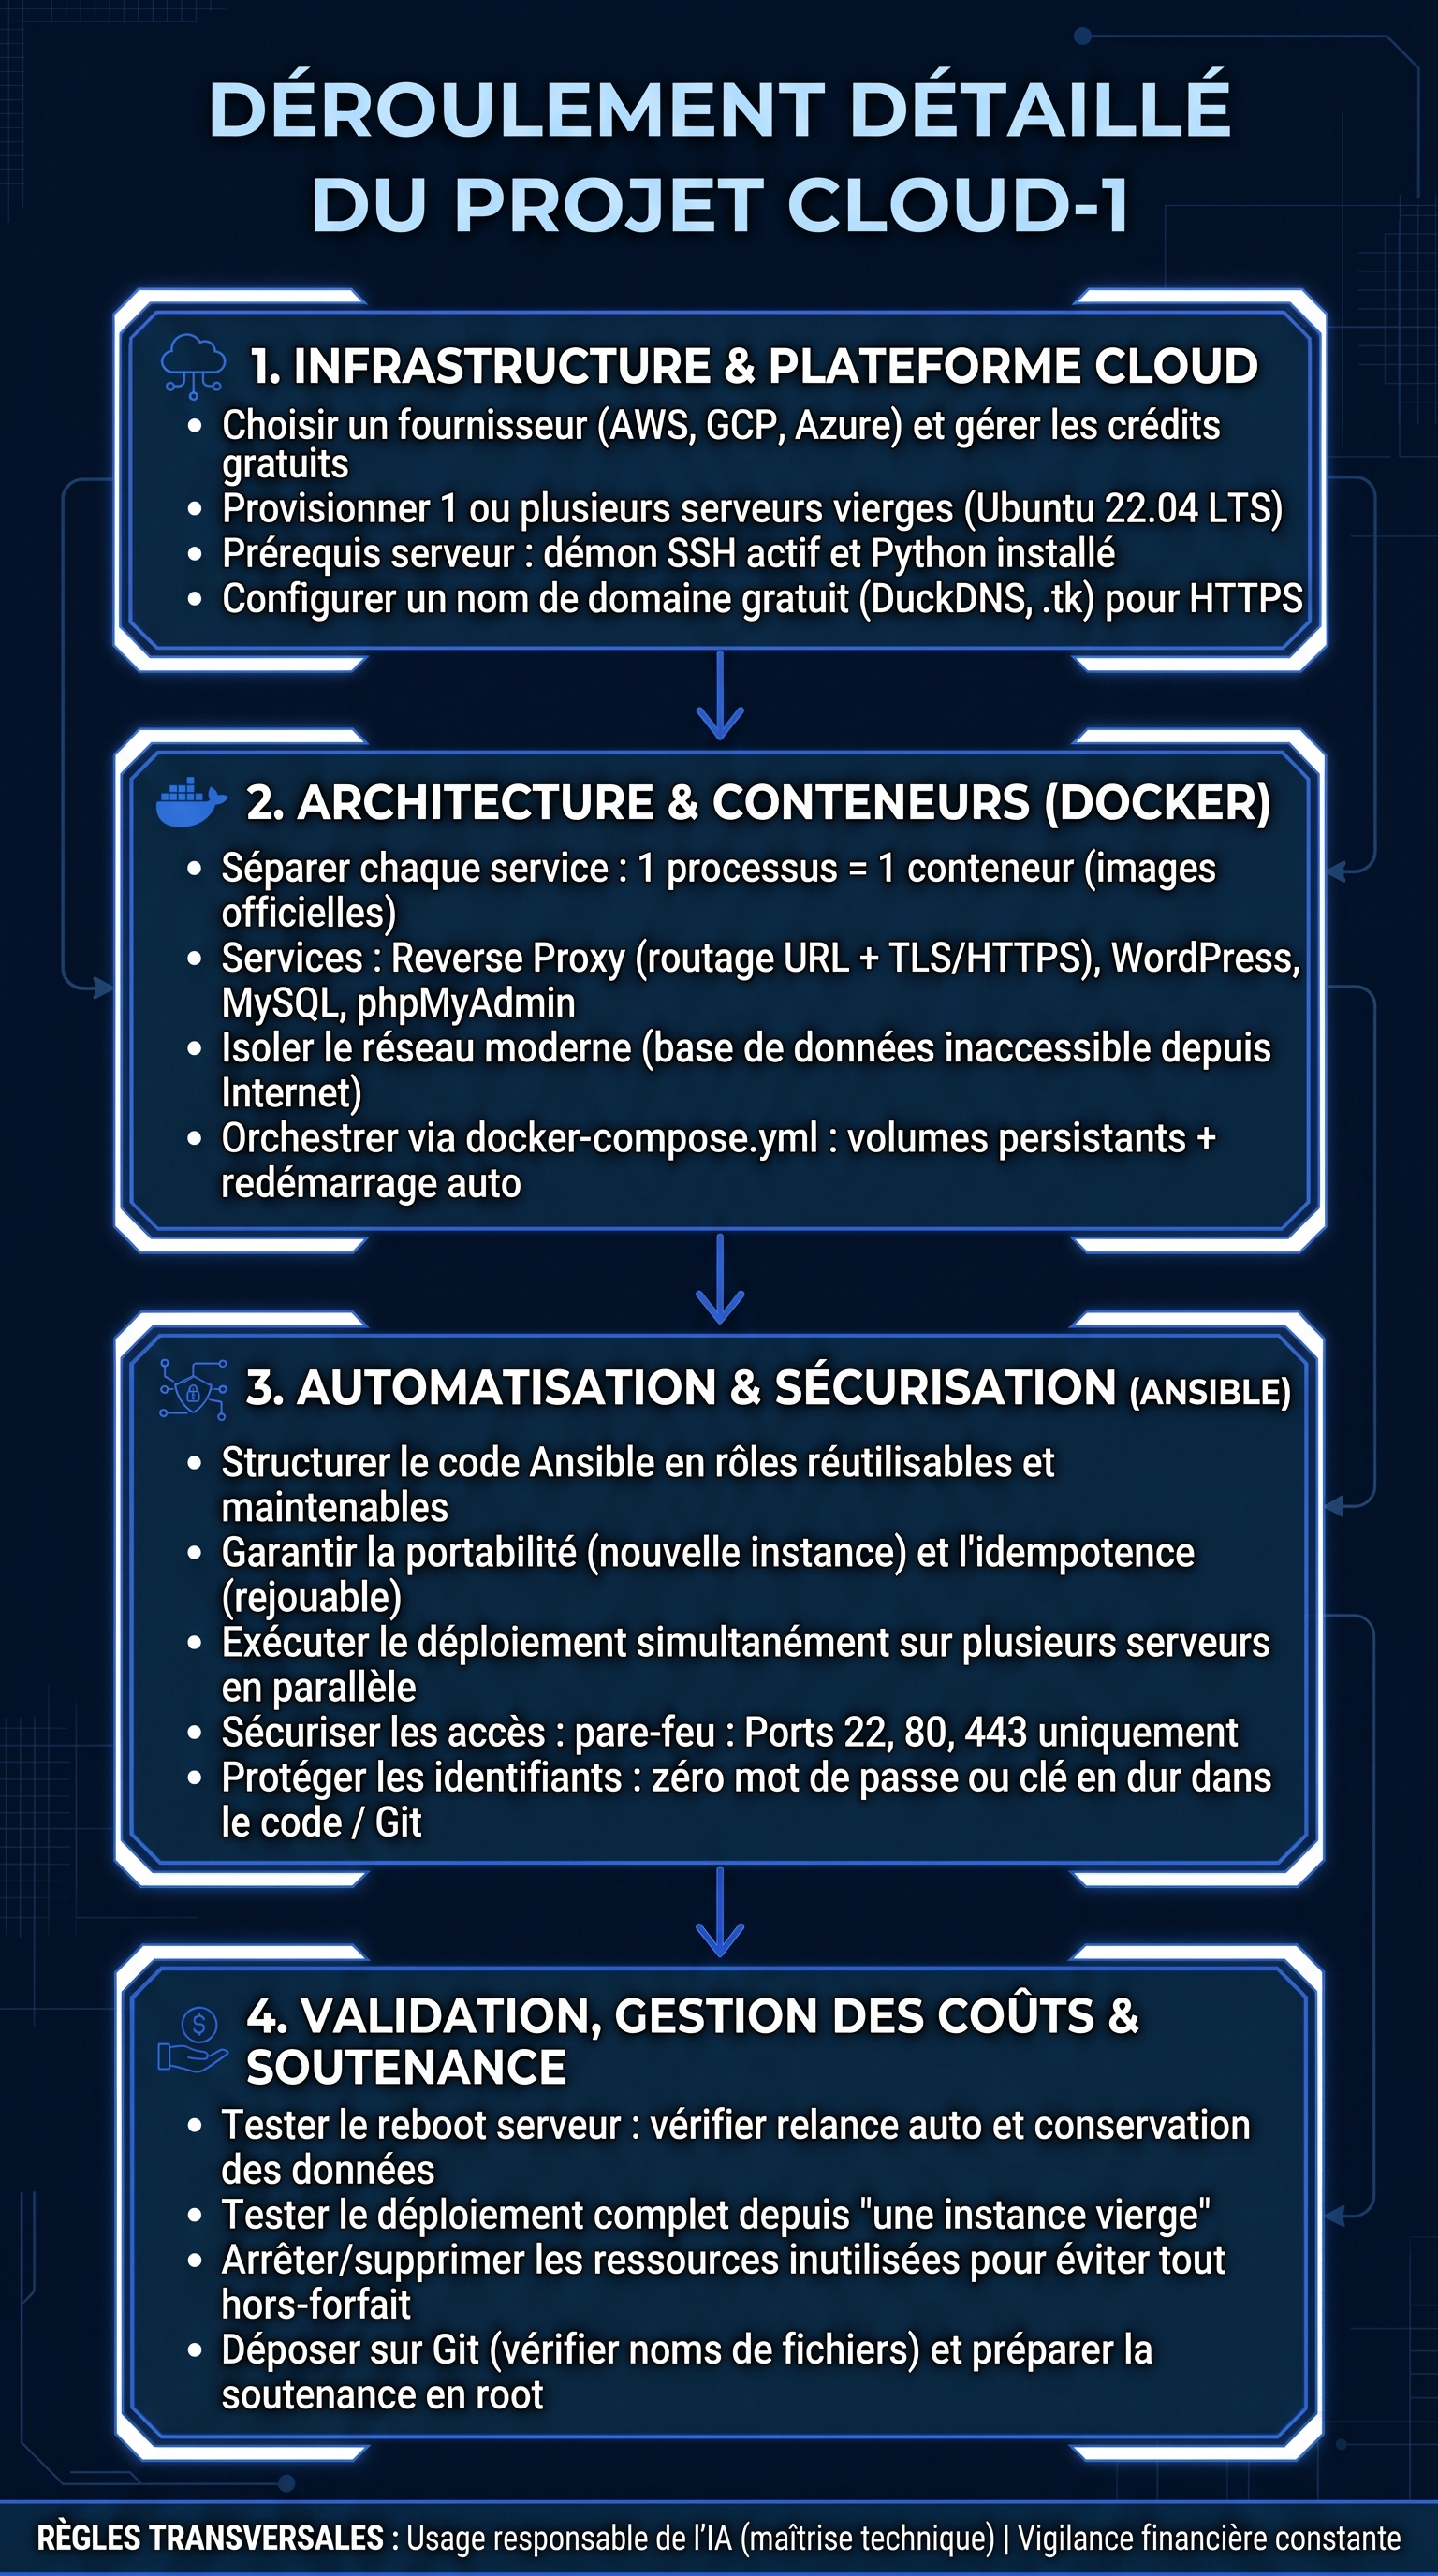 DÉROULEMENT DÉTAILLÉ
DU PROJET CLOUD-1
1. INFRASTRUCTURE & PLATEFORME CLOUD
• Choisir un fournisseur (AWS, GCP, Azure) et gérer les crédits
gratuits
• Provisionner 1 ou plusieurs serveurs vierges (Ubuntu 22.04 LTS)
• Prérequis serveur : démon SSH actif et Python installé
• Configurer un nom de domaine gratuit (DuckDNS, .tk) pour HTTPS
2. ARCHITECTURE & CONTENEURS (DOCKER)
• Séparer chaque service : 1 processus = 1 conteneur (images
officielles)
• Services : Reverse Proxy (routage URL + TLS/HTTPS), WordPress,
MySQL, phpMyAdmin
• Isoler le réseau moderne (base de données inaccessible depuis
Internet)
• Orchestrer via docker-compose.yml : volumes persistants +
redémarrage auto
3. AUTOMATISATION & SÉCURISATION (ANSIBLE)
• Structurer le code Ansible en rôles réutilisables et
maintenables
• Garantir la portabilité (nouvelle instance) et l'idempotence
(rejouable)
• Exécuter le déploiement simultanément sur plusieurs serveurs
en parallèle
• Sécuriser les accès : pare-feu : Ports 22, 80, 443 uniquement
• Protéger les identifiants : zéro mot de passe ou clé en dur dans
le code / Git
$
4. VALIDATION, GESTION DES COÛTS &
SOUTENANCE
• Tester le reboot serveur : vérifier relance auto et conservation
des données
• Tester le déploiement complet depuis "une instance vierge"
• Arrêter/supprimer les ressources inutilisées pour éviter tout
hors-forfait
• Déposer sur Git (vérifier noms de fichiers) et préparer la
soutenance en root
RÈGLES TRANSVERSALES : Usage responsable de l’IA (maîtrise technique) | Vigilance financière constante